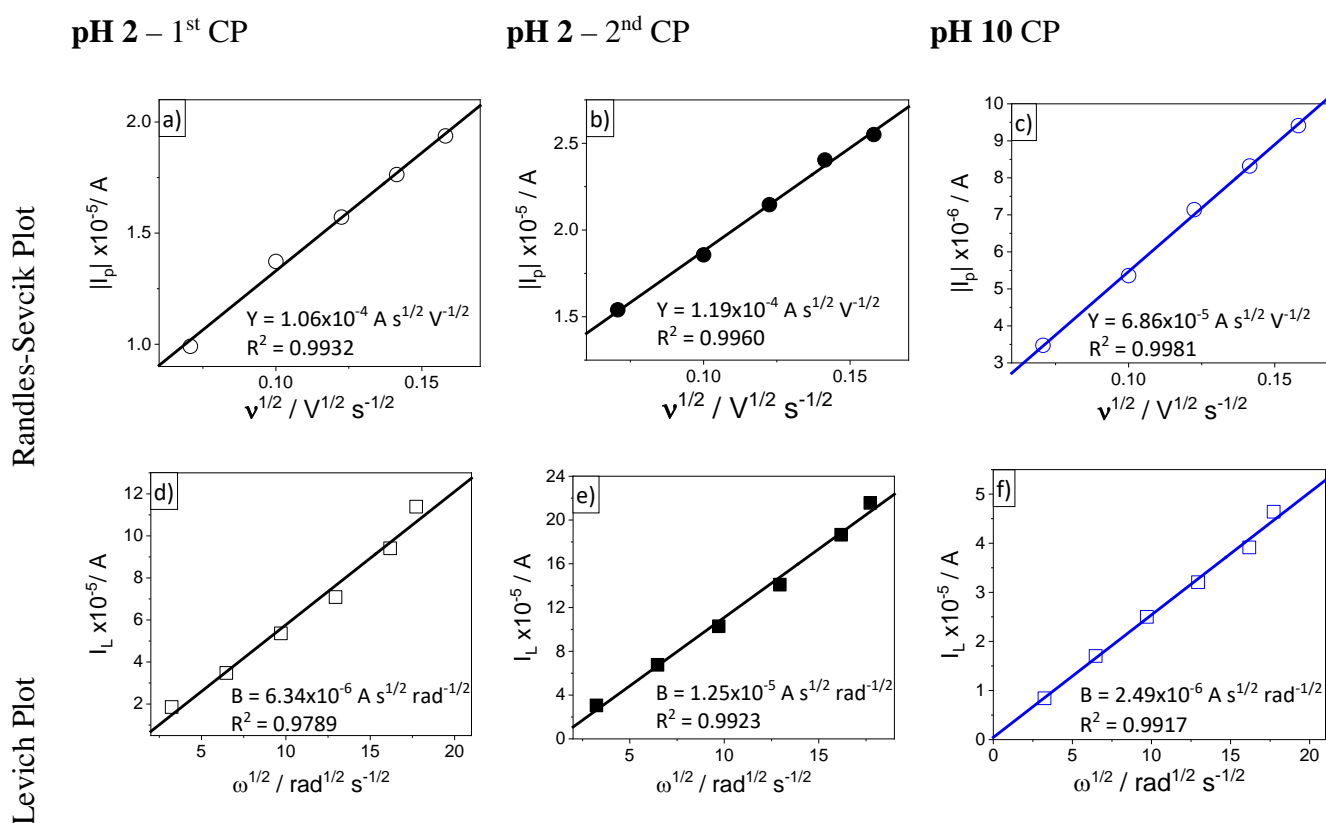 pH 2 – 1st CP
pH 2 – 2nd CP
pH 10 CP
Randles-Sevcik Plot
a)
|Ip| x10-5/ A
2.0
1.5
1.0
Y = 1.06x10-4 A s1/2 V-1/2
R2 = 0.9932
0.10
0.15
ν1/2 / V1/2 s-1/2
b)
|Ip| x10-5 / A
2.5
2.0
1.5
Y = 1.19x10-4 A s1/2 V-1/2
R2 = 0.9960
0.10
0.15
ν1/2 / V1/2 s-1/2
c)
|Ip| x10-6 / A
10
9
8
7
6
5
4
3
Y = 6.86x10-5 A s1/2 V-1/2
R2 = 0.9981
0.10
0.15
ν1/2 / V1/2 s-1/2
Levich Plot
d)
IL x10-5/ A
12
10
8
6
4
2
B = 6.34x10-6 A s1/2 rad-1/2
R2 = 0.9789
5
10
15
20
ω1/2 / rad1/2 s-1/2
e)
IL x10-5 / A
24
20
16
12
8
4
0
B = 1.25x10-5 A s1/2 rad-1/2
R2 = 0.9923
5
10
15
ω1/2 / rad1/2 s-1/2
f)
IL x10-5 / A
5
4
3
2
1
0
B = 2.49x10-6 A s1/2 rad-1/2
R2 = 0.9917
0
5
10
15
20
ω1/2 / rad1/2 s-1/2